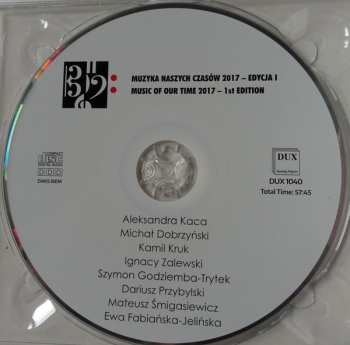 MUZYKA NASZYCH CZASÓW 2017 – EDYCJA I
MUSIC OF OUR TIME 2017 – 1st EDITION
DUX
DUX 1040
Total Time: 57:45
Aleksandra Kaca
Michał Dobrzyński
Kamil Kruk
Ignacy Zalewski
Szymon Godziemba-Trytek
Dariusz Przybylski
Mateusz Śmigasiewicz
Ewa Fabiańska-Jelińska